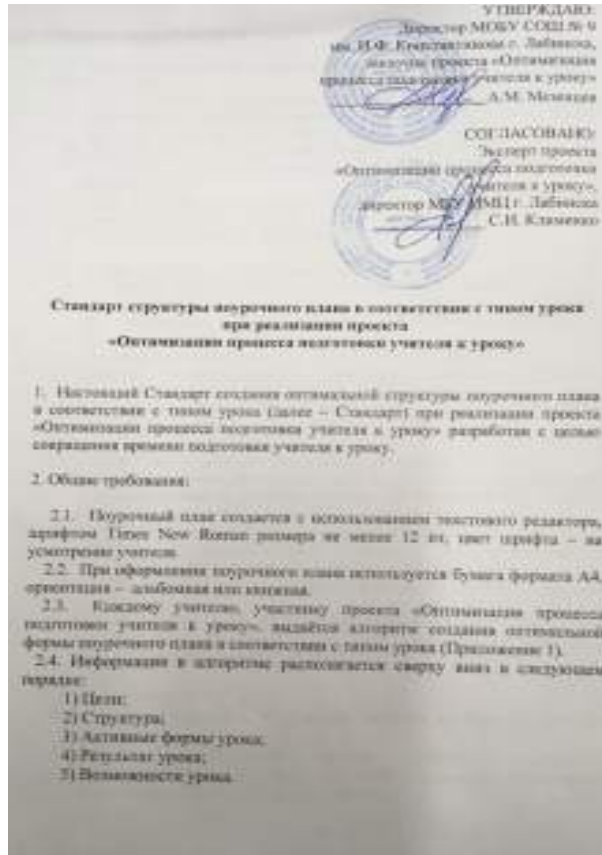 УТВЕРЖДАЮ:
Директор МОБУ СОШ № 9
г. Лабинска,
проекта «Оптимизация
процесса подготовки учителя к уроку»
А.М.
СОГЛАСОВАНО:
Эксперт проекта
«Оптимизация процесса подготовки
учителя к уроку»,
директор МБУ ИМЦ г. Лабинска
С.И. Клименко
Стандарт структуры поурочного плана в соответствии с типом урока
при реализации проекта
«Оптимизация процесса подготовки учителя к уроку»
1. Настоящий Стандарт создания оптимальной структуры поурочного плана
в соответствии с типом урока (далее – Стандарт) при реализации проекта
«Оптимизация процесса подготовки учителя к уроку» разработан с целью
сокращения времени подготовки учителя к уроку.
2. Общие требования:
2.1. Поурочный план создается с использованием текстового редактора,
шрифтом Times New Roman размера не менее 12 пт, цвет шрифта – на
усмотрение учителя.
2.2. При оформлении поурочного плана используется бумага формата А4,
ориентация – альбомная или книжная.
2.3. Каждому учителю, участнику проекта «Оптимизация процесса
подготовки учителя к уроку», выдаётся алгоритм создания оптимальной
формы поурочного плана в соответствии с типом урока (Приложение 1).
2.4. Информация в алгоритме располагается сверху вниз в следующем
порядке:
1) Цели;
2) Структура;
3) Активные формы урока;
4) Результат урока;
5) Возможности урока.